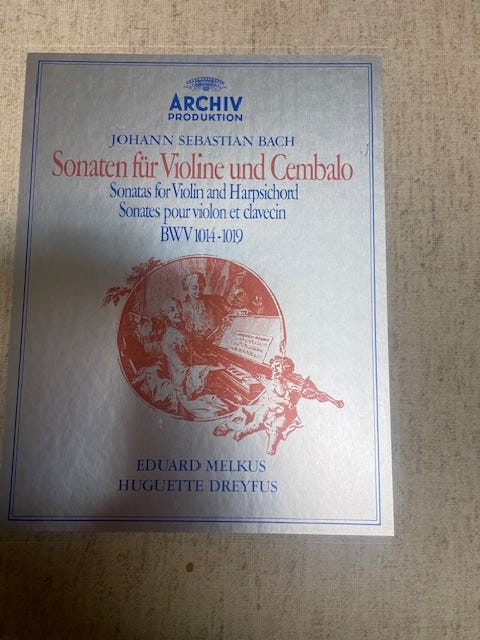 ARCHIV
PRODUKTION
JOHANN SEBASTIAN BACH
Sonaten für Violine und Cembalo
Sonatas for Violin and Harpsichord
Sonates pour violon et clavecin
BWV 1014-1019
EDUARD MELKUS
HUGUETTE DREYFUS